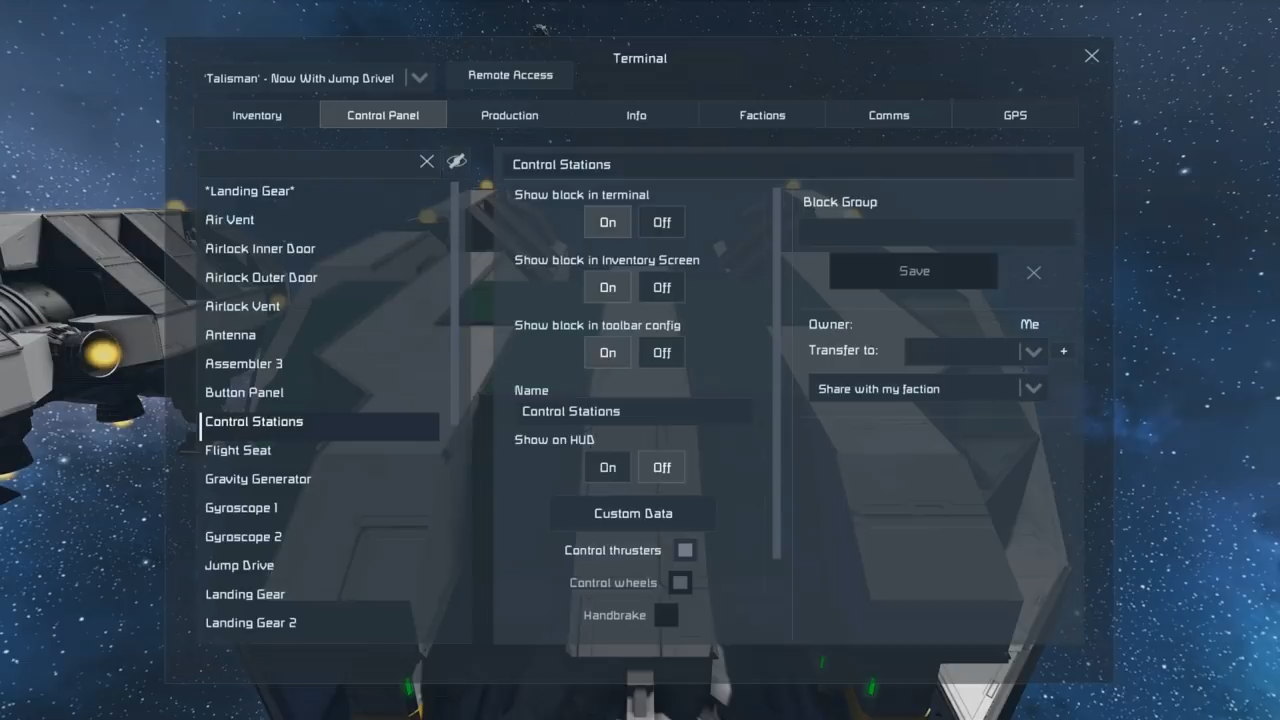 Terminal
'Talisman' - Now With Jump Drive!
Remote Access
Inventory
Control Panel
Production
Info
Factions
Comms
GPS
*Landing Gear*
Air Vent
Airlock Inner Door
Airlock Outer Door
Airlock Vent
Antenna
Assembler 3
Button Panel
Control Stations
Flight Seat
Gravity Generator
Gyroscope 1
Gyroscope 2
Jump Drive
Landing Gear
Landing Gear 2
Control Stations
Show block in terminal
On Off
Show block in Inventory Screen
On Off
Show block in toolbar config
On Off
Name
Control Stations
Show on HUD
On Off
Custom Data
Control thrusters
Control wheels
Handbrake
Block Group
Save
Owner: Me
Transfer to: +
Share with my faction